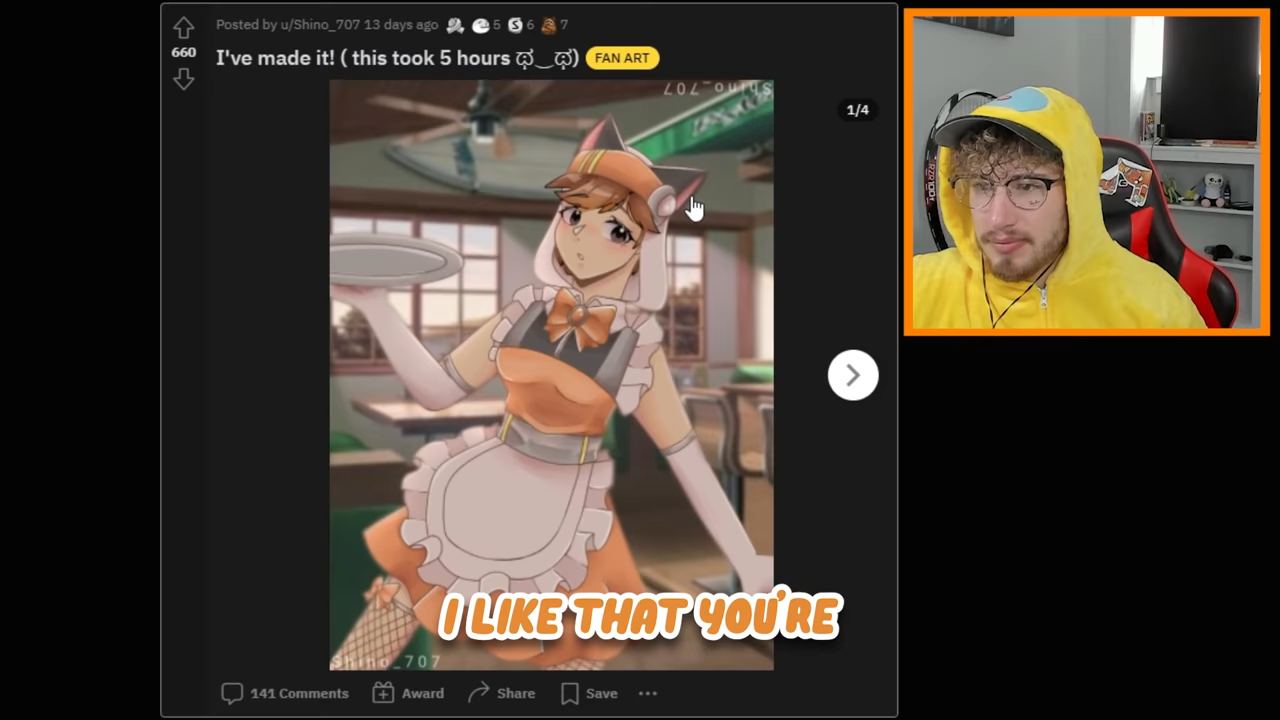 Posted by u/Shino_707 13 days ago 5 6 7
660
I've made it! ( this took 5 hours ಥ‿ಥ) FAN ART
Shino_707
1/4
I LIKE THAT YOU'RE
Shino_707
141 Comments Award Share Save